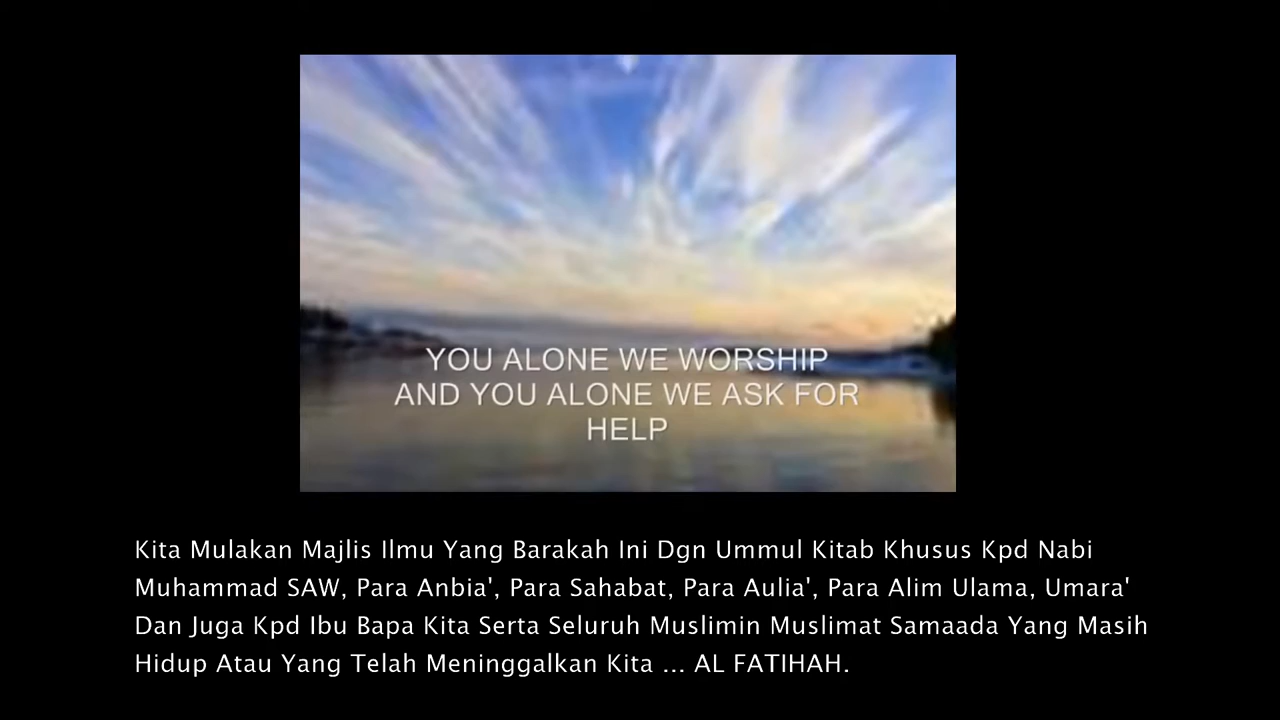 YOU ALONE WE WORSHIP
AND YOU ALONE WE ASK FOR
HELP
Kita Mulakan Majlis Ilmu Yang Barakah Ini Dgn Ummul Kitab Khusus Kpd Nabi
Muhammad SAW, Para Anbia', Para Sahabat, Para Aulia', Para Alim Ulama, Umara'
Dan Juga Kpd Ibu Bapa Kita Serta Seluruh Muslimin Muslimat Samaada Yang Masih
Hidup Atau Yang Telah Meninggalkan Kita ... AL FATIHAH.